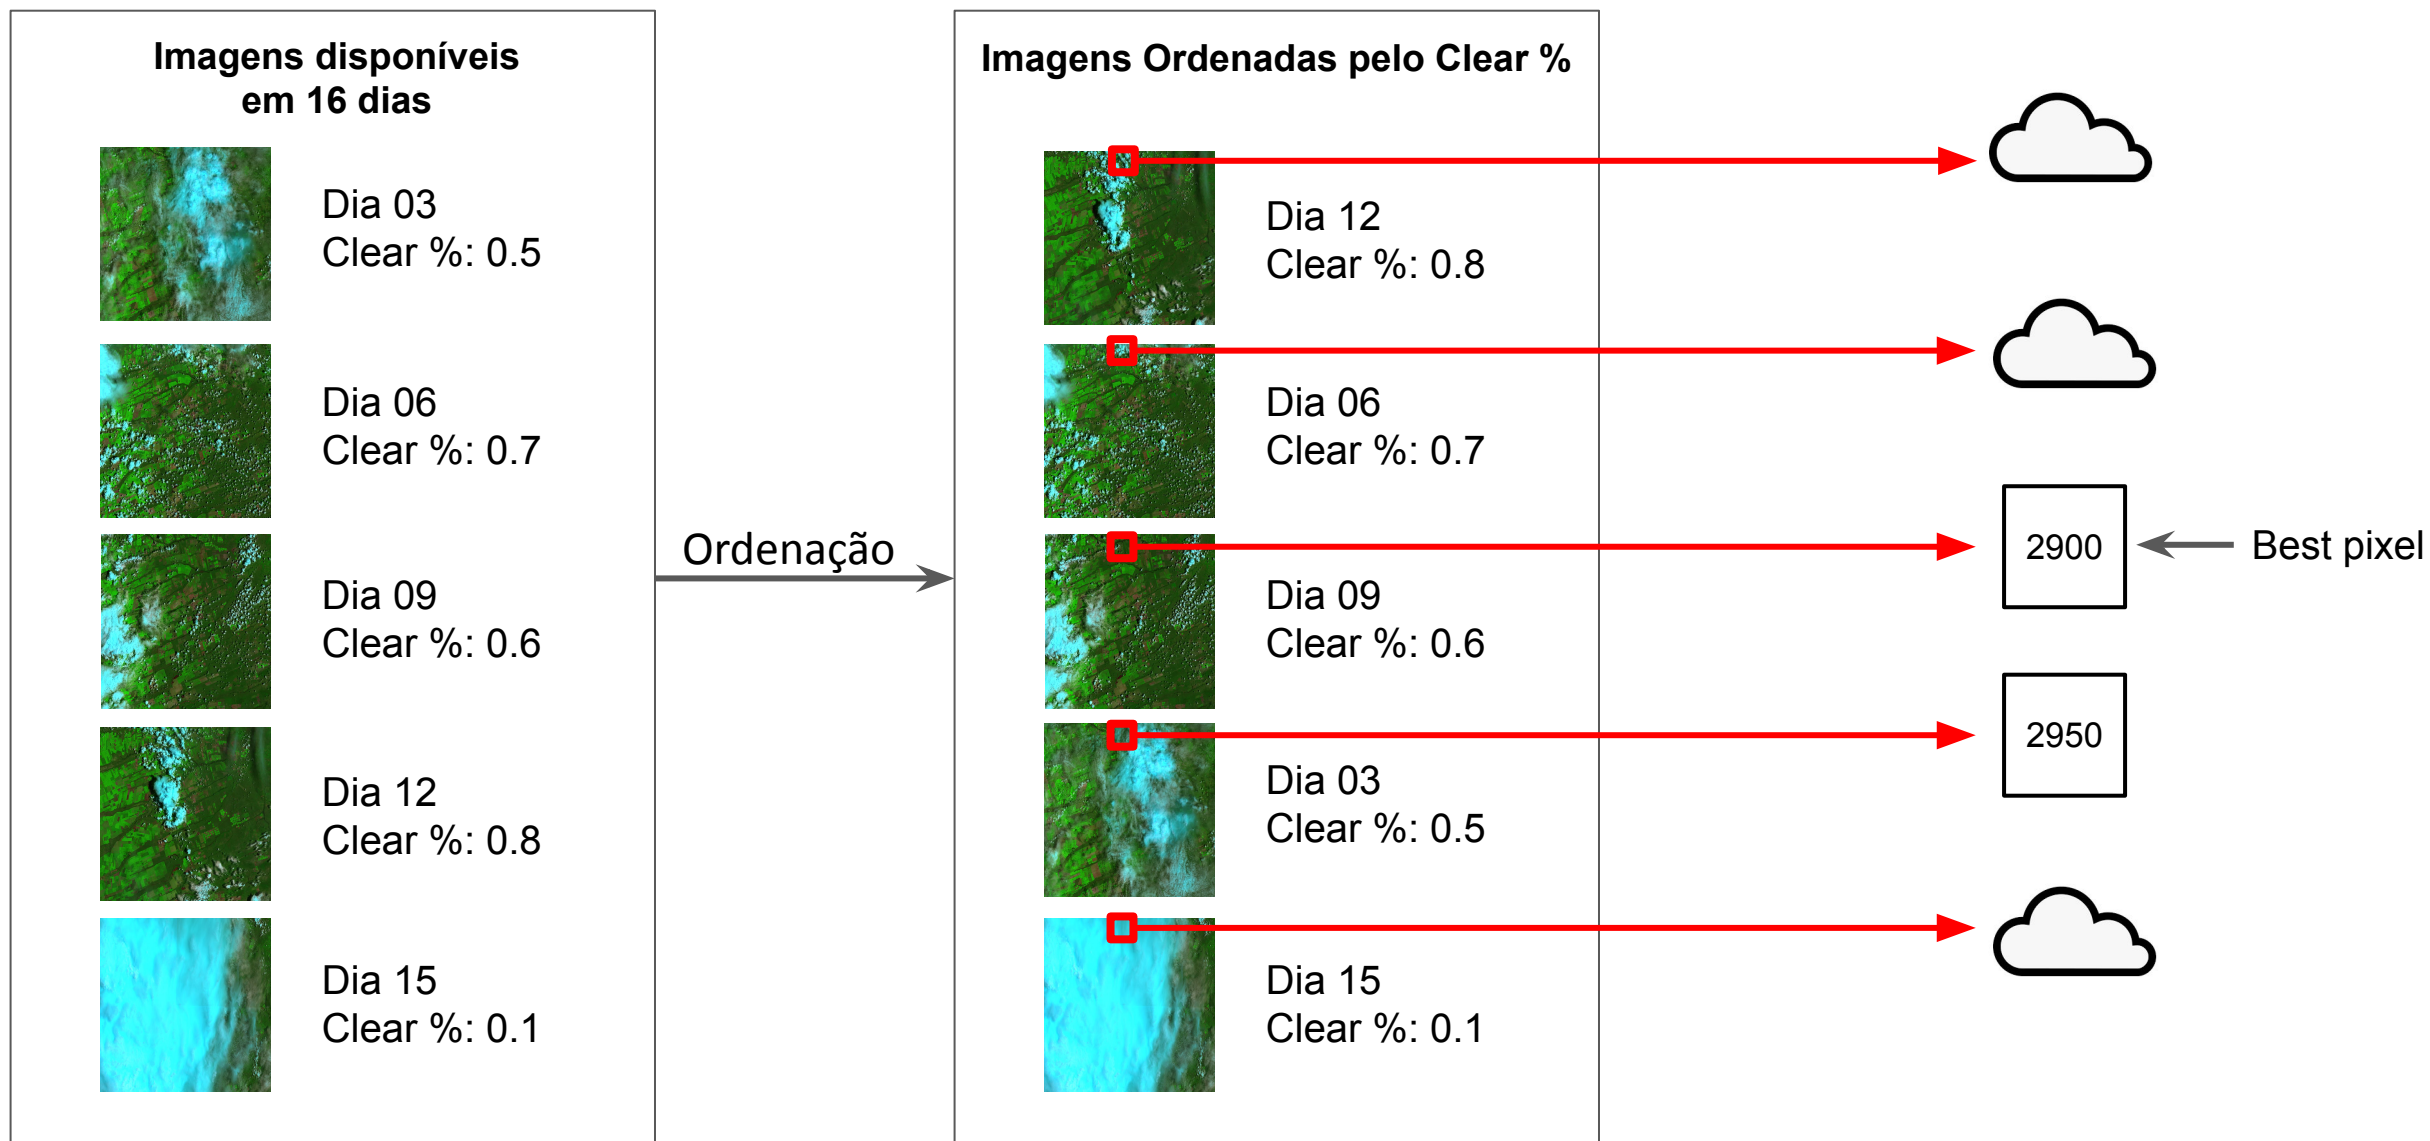 Imagens disponíveis
em 16 dias
Dia 03
Clear %: 0.5
Dia 06
Clear %: 0.7
Dia 09
Clear %: 0.6
Dia 12
Clear %: 0.8
Dia 15
Clear %: 0.1
Ordenação
Imagens Ordenadas pelo Clear %
Dia 12
Clear %: 0.8
Dia 06
Clear %: 0.7
Dia 09
Clear %: 0.6
Dia 03
Clear %: 0.5
Dia 15
Clear %: 0.1
2900
Best pixel
2950